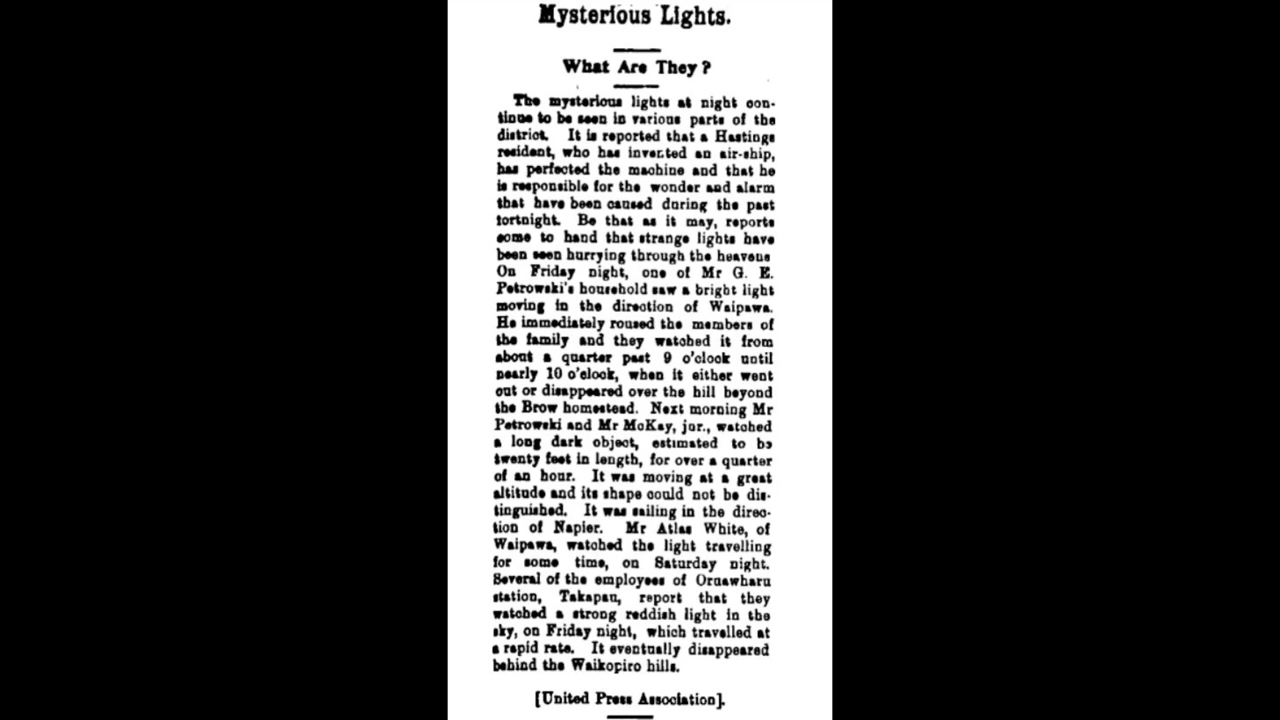 Mysterious Lights.
What Are They?
The mysterious lights at night con-
tinue to be seen in various parts of the
district. It is reported that a Hastings
resident, who has invented an air-ship,
has perfected the machine and that he
is responsible for the wonder and alarm
that have been caused during the past
fortnight. Be that as it may, reports
come to hand that strange lights have
been seen hurrying through the heavens
On Friday night, one of Mr G. E.
Petrowski's household saw a bright light
moving in the direction of Waipawa.
He immediately roused the members of
the family and they watched it from
about a quarter past 9 o'clock until
nearly 10 o'clock, when it either went
out or disappeared over the hill beyond
the Brow homestead. Next morning Mr
Petrowski and Mr McKay, jnr., watched
a long dark object, estimated to be
twenty feet in length, for over a quarter
of an hour. It was moving at a great
altitude and its shape could not be dis-
tinguished. It was sailing in the direc-
tion of Napier. Mr Atlas White, of
Waipawa, watched the light travelling
for some time, on Saturday night.
Several of the employees of Oruawharu
station, Takapau, report that they
watched a strong reddish light in the
sky, on Friday night, which travelled at
a rapid rate. It eventually disappeared
behind the Waikopiro hills.
[United Press Association].